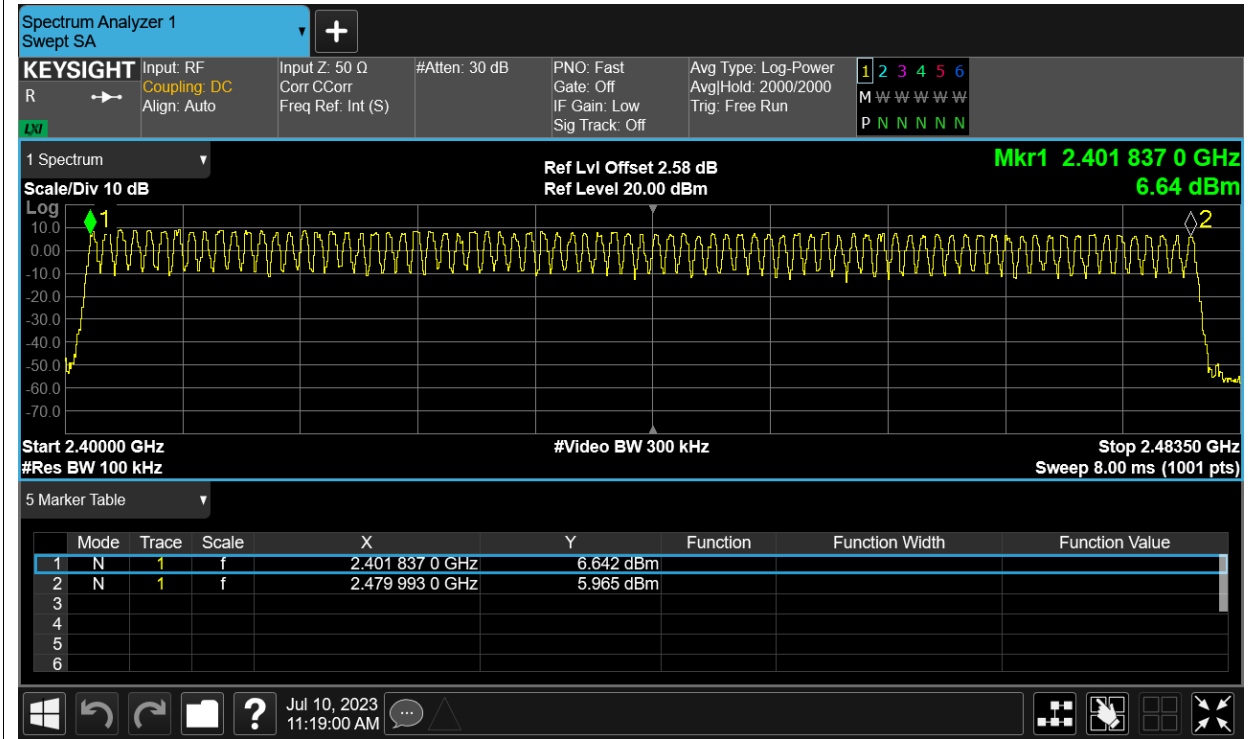 Spectrum Analyzer 1
Swept SA
+
KEYSIGHT
R
LXI
Input: RF
Coupling: DC
Align: Auto
Input Z: 50 Ω
Corr CCorr
Freq Ref: Int (S)
#Atten: 30 dB
PNO: Fast
Gate: Off
IF Gain: Low
Sig Track: Off
Avg Type: Log-Power
Avg|Hold: 2000/2000
Trig: Free Run
1 2 3 4 5 6
M W W W W W
P N N N N N
1 Spectrum
Scale/Div 10 dB
Ref Lvl Offset 2.58 dB
Ref Level 20.00 dBm
Mkr1 2.401 837 0 GHz
6.64 dBm
Log
10.0
0.00
-10.0
-20.0
-30.0
-40.0
-50.0
-60.0
-70.0
1
2
Start 2.40000 GHz
#Res BW 100 kHz
#Video BW 300 kHz
Stop 2.48350 GHz
Sweep 8.00 ms (1001 pts)
5 Marker Table
Mode Trace Scale X Y Function Function Width Function Value
1 N 1 f 2.401 837 0 GHz 6.642 dBm
2 N 1 f 2.479 993 0 GHz 5.965 dBm
3
4
5
6
?
Jul 10, 2023
11:19:00 AM